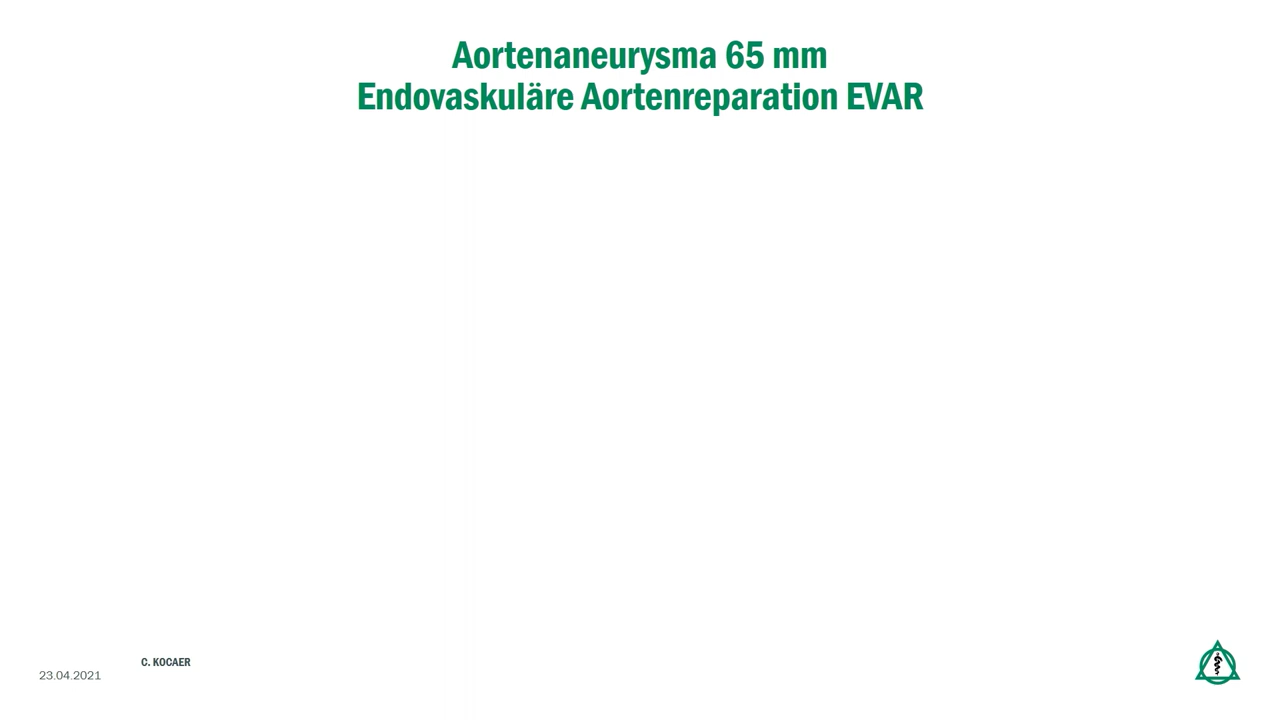 Aortenaneurysma 65 mm
Endovaskuläre Aortenreparation EVAR
C. KOCAER
23.04.2021